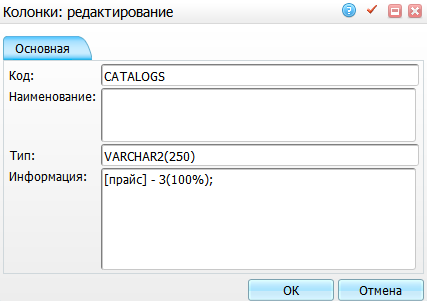 Колонки: редактирование
Основная
Код: CATALOGS
Наименование:
Тип: VARCHAR2(250)
Информация: [прайс] - 3(100%);
OK Отмена